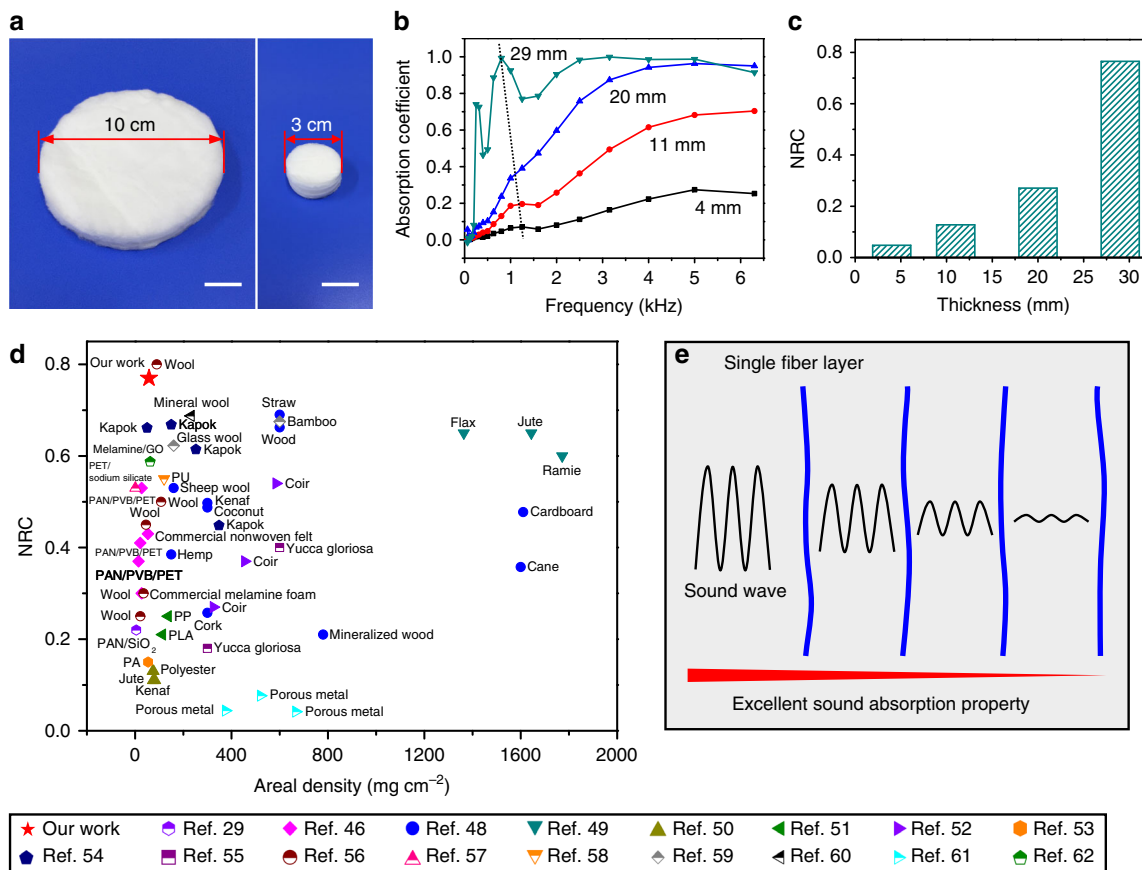 a
10 cm
3 cm
b
Absorption coefficient
1.0
0.8
0.6
0.4
0.2
0.0
29 mm
20 mm
11 mm
4 mm
0 1 2 3 4 5 6
Frequency (kHz)
c
NRC
0.8
0.6
0.4
0.2
0.0
0 5 10 15 20 25 30
Thickness (mm)
d
NRC
0.8
0.6
0.4
0.2
0.0
Our work
Wool
Mineral wool
Straw
Kapok
Kapok
Bamboo
Flax
Jute
Glass wool
Wood
Kapok
Melamine/GO
Ramie
PET/
sodium silicate
PU
Sheep wool
Coir
PAN/PVB/PET
Wool
Kenaf
Coconut
Cardboard
Wool
Kapok
Commercial nonwoven felt
PAN/PVB/PET
Hemp
Yucca gloriosa
Coir
Cane
PAN/PVB/PET
Wool
Commercial melamine foam
Wool
PP
Coir
Cork
PAN/SiO2
PLA
Yucca gloriosa
Mineralized wood
PA
Polyester
Jute
Kenaf
Porous metal
Porous metal
Porous metal
0 400 800 1200 1600 2000
Areal density (mg cm−2)
e
Single fiber layer
Sound wave
Excellent sound absorption property
Our work Ref. 29 Ref. 46 Ref. 48 Ref. 49 Ref. 50 Ref. 51 Ref. 52 Ref. 53
Ref. 54 Ref. 55 Ref. 56 Ref. 57 Ref. 58 Ref. 59 Ref. 60 Ref. 61 Ref. 62